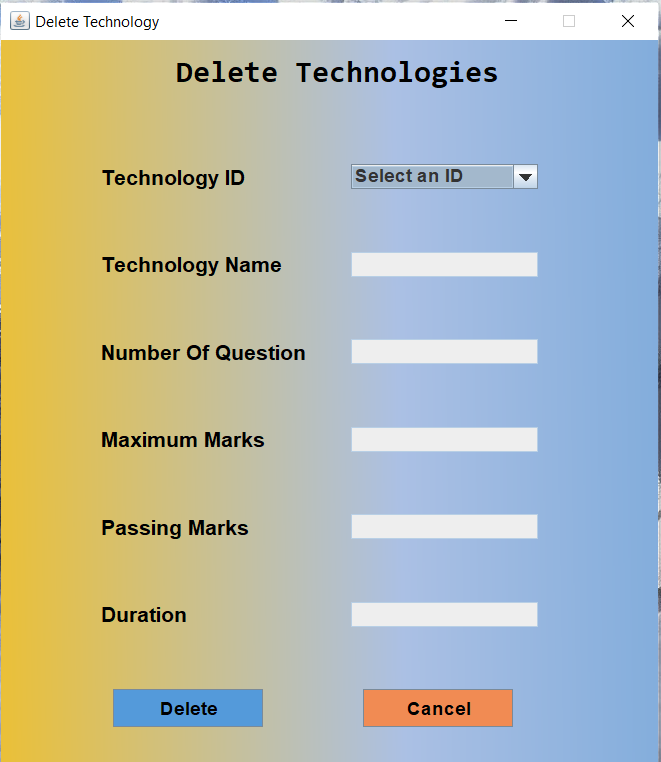 Delete Technology
Delete Technologies
Technology ID Select an ID
Technology Name
Number Of Question
Maximum Marks
Passing Marks
Duration
Delete Cancel